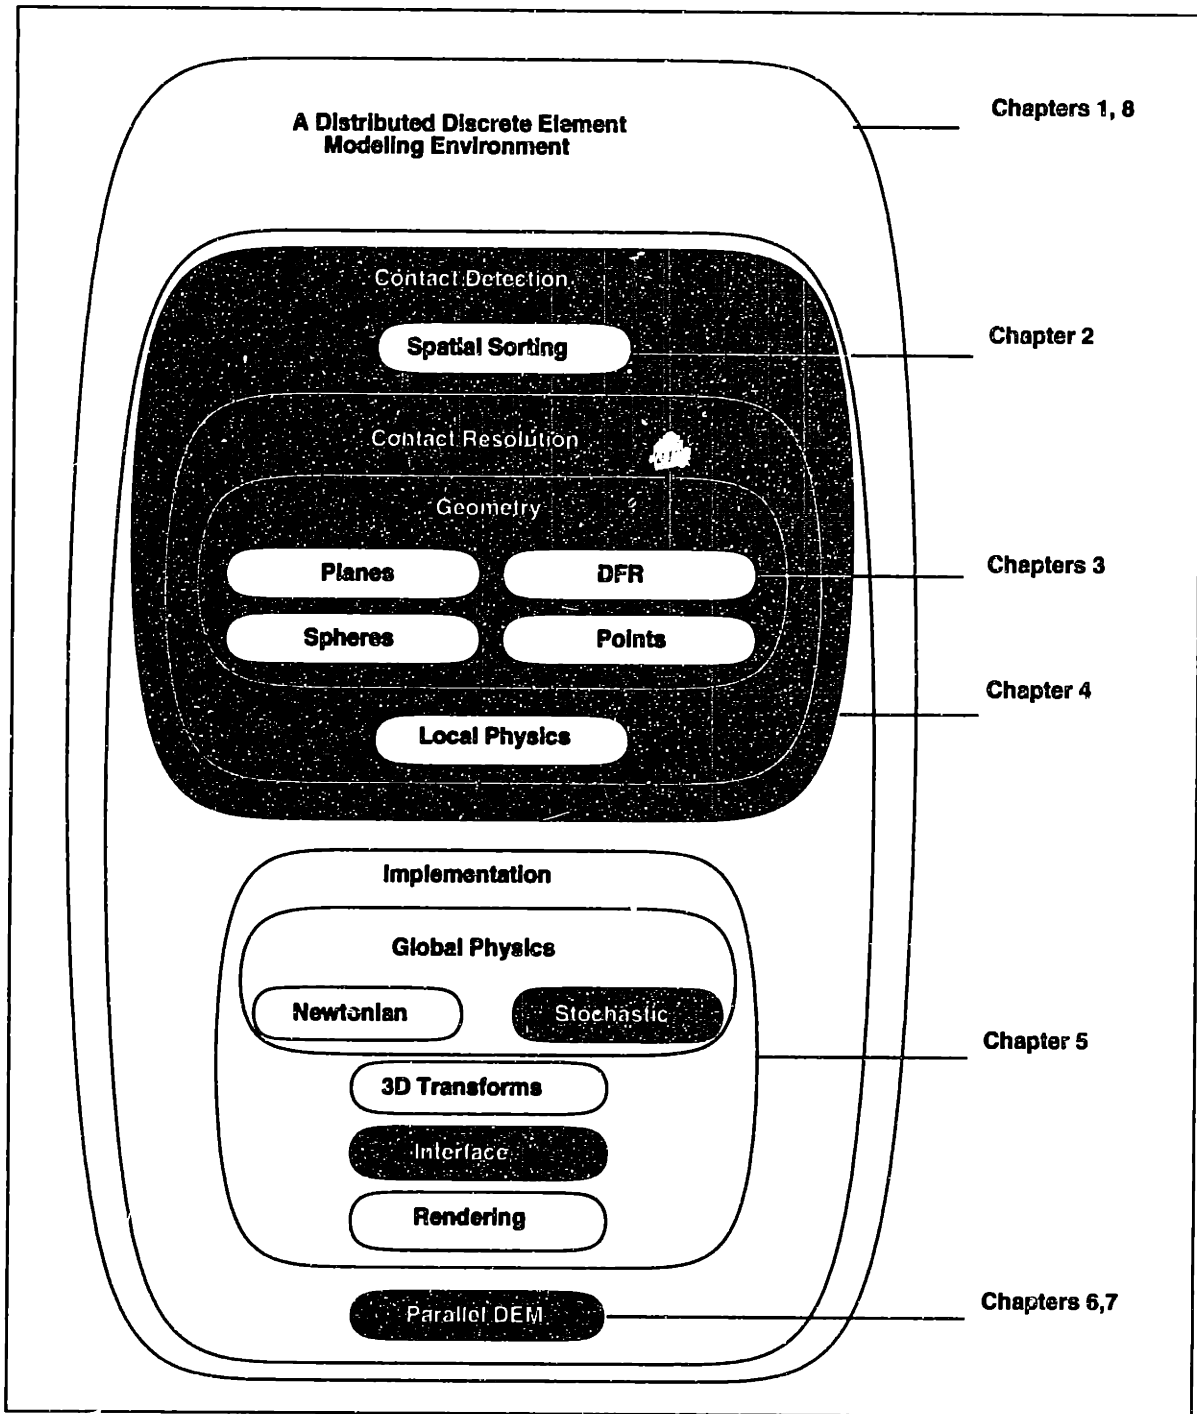 A Distributed Discrete Element
Modeling Environment
Chapters 1, 8
Contact Detection
Spatial Sorting
Chapter 2
Contact Resolution
Geometry
Planes
DFR
Chapters 3
Spheres
Points
Chapter 4
Local Physics
Implementation
Global Physics
Newtonian
Stochastic
Chapter 5
3D Transforms
Interface
Rendering
Parallel DEM
Chapters 6,7